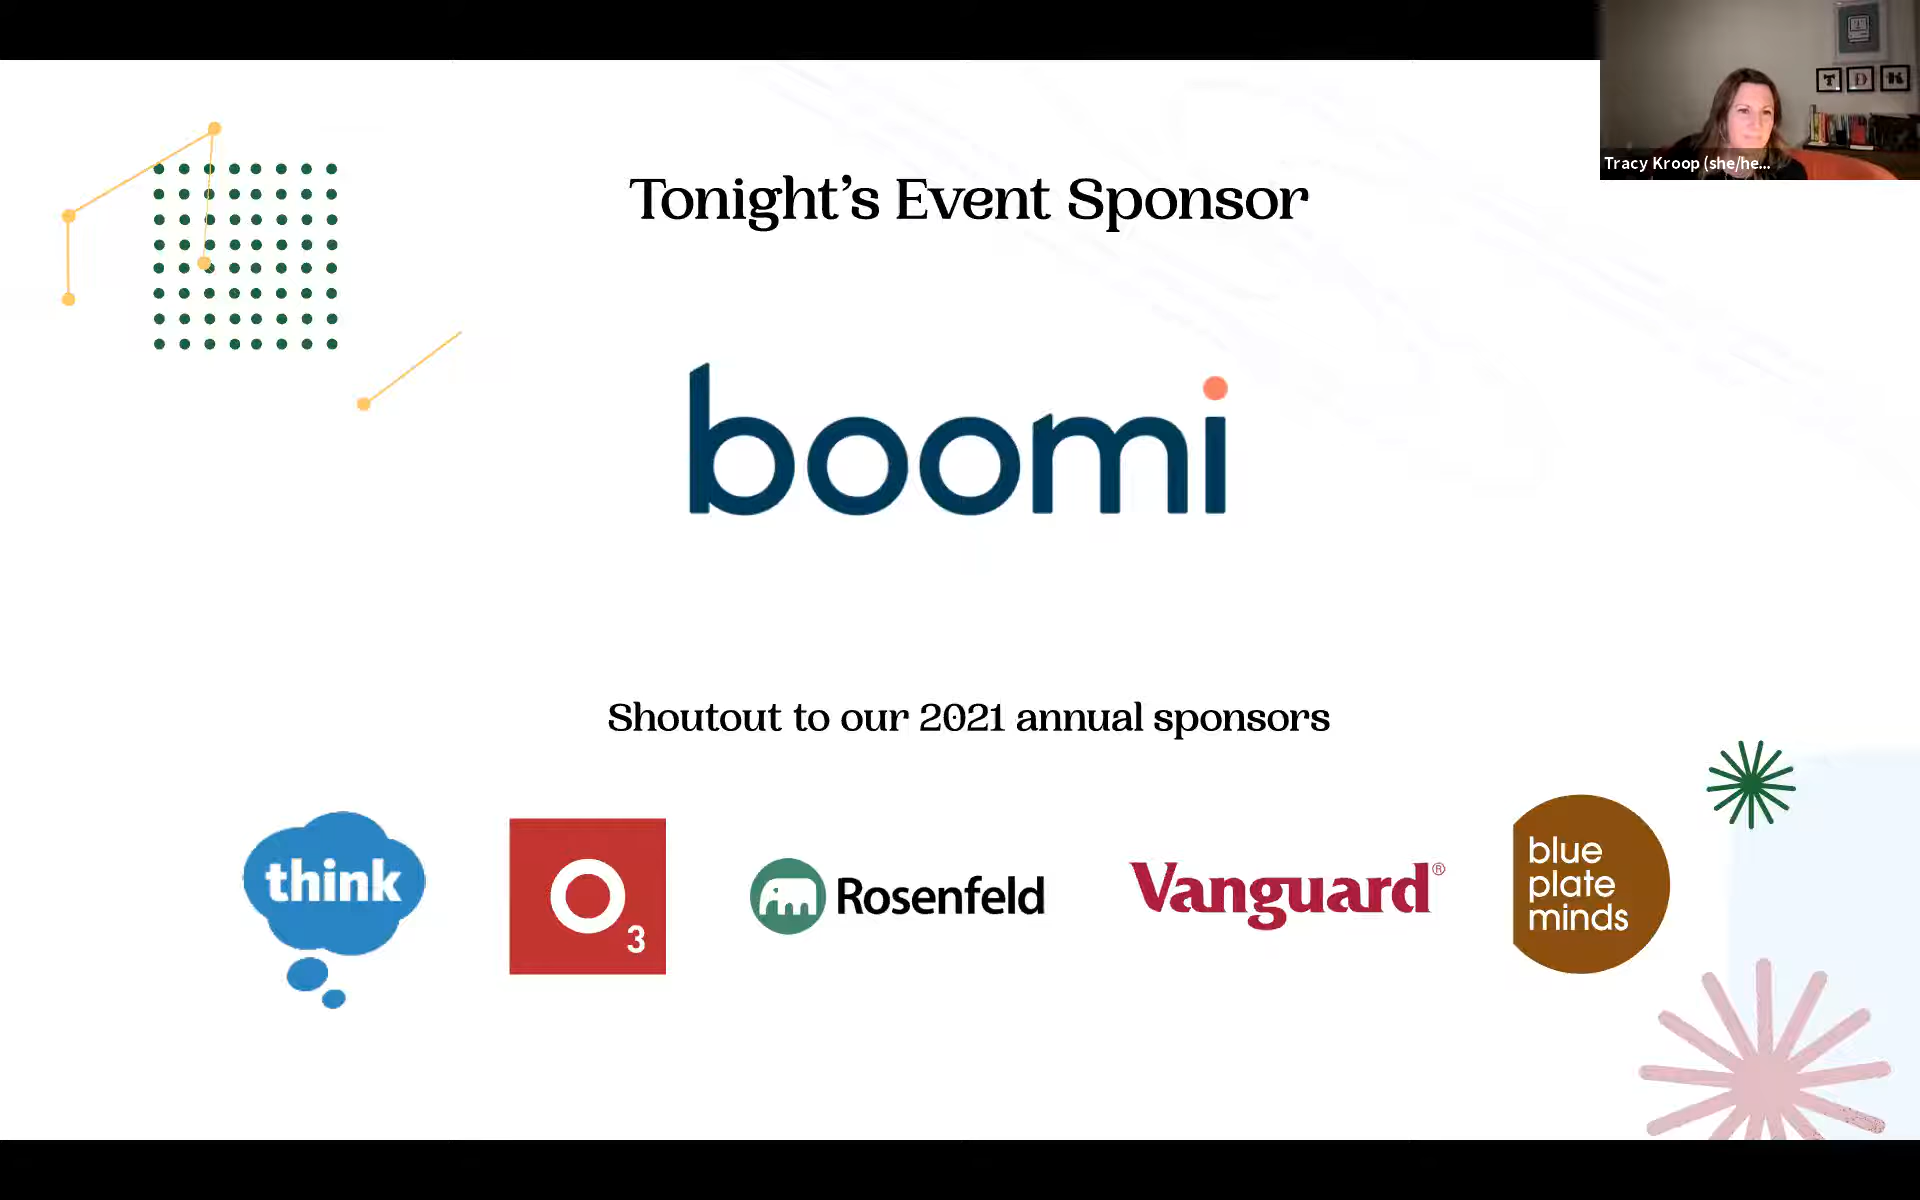 T D K
Tracy Kroop (she/he...
Tonight's Event Sponsor
boomi
Shoutout to our 2021 annual sponsors
think
O3
Rosenfeld
Vanguard®
blue
plate
minds